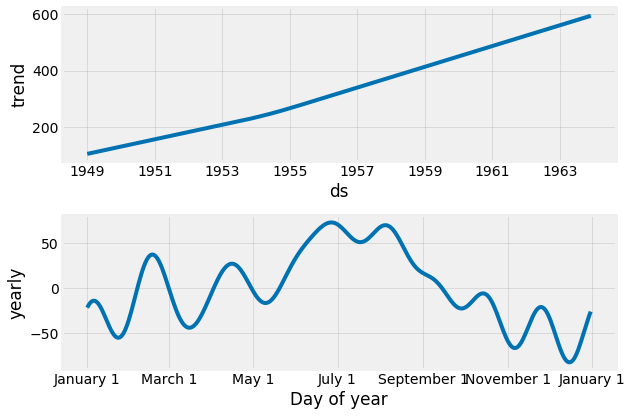 600
400
200
trend
1949 1951 1953 1955 1957 1959 1961 1963
ds
50
0
−50
yearly
January 1 March 1 May 1 July 1 September 1 November 1 January 1
Day of year